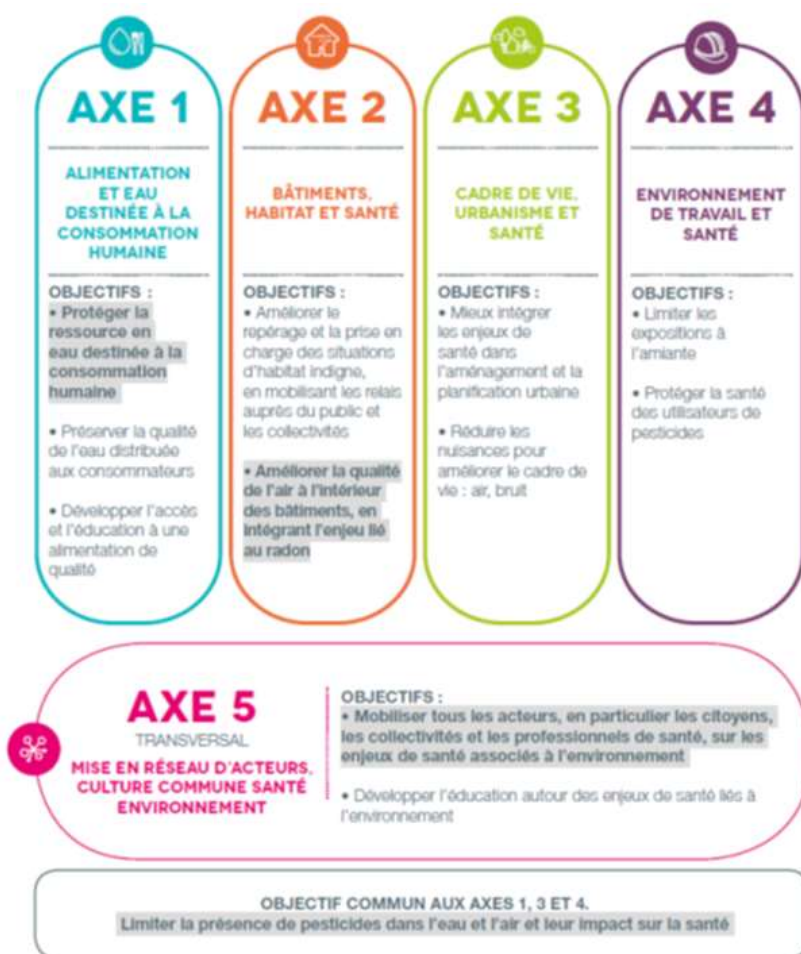 AXE 1
ALIMENTATION
ET EAU
DESTINÉE À LA
CONSOMMATION
HUMAINE
OBJECTIFS :
• Protéger la
ressource en
eau destinée à la
consommation
humaine
• Préserver la qualité
de l'eau distribuée
aux consommateurs
• Développer l'accès
et l'éducation à une
alimentation de
qualité
AXE 2
BÂTIMENTS,
HABITAT ET SANTÉ
OBJECTIFS :
• Améliorer le
repérage et la prise en
charge des situations
d'habitat indigne,
en mobilisant les relais
auprès du public et
les collectivités
• Améliorer la qualité
de l'air à l'intérieur
des bâtiments, en
intégrant l'enjeu lié
au radon
AXE 3
CADRE DE VIE,
URBANISME ET
SANTÉ
OBJECTIFS :
• Mieux intégrer
les enjeux de
santé dans
l'aménagement et la
planification urbaine
• Réduire les
nuisances pour
améliorer le cadre de
vie : air, bruit
AXE 4
ENVIRONNEMENT
DE TRAVAIL ET
SANTÉ
OBJECTIFS :
• Limiter les
expositions à
l'amiante
• Protéger la santé
des utilisateurs de
pesticides
AXE 5
TRANSVERSAL
MISE EN RÉSEAU D'ACTEURS,
CULTURE COMMUNE SANTÉ
ENVIRONNEMENT
OBJECTIFS :
• Mobiliser tous les acteurs, en particulier les citoyens,
les collectivités et les professionnels de santé, sur les
enjeux de santé associés à l'environnement
• Développer l'éducation autour des enjeux de santé liés à
l'environnement
OBJECTIF COMMUN AUX AXES 1, 3 ET 4.
Limiter la présence de pesticides dans l'eau et l'air et leur impact sur la santé